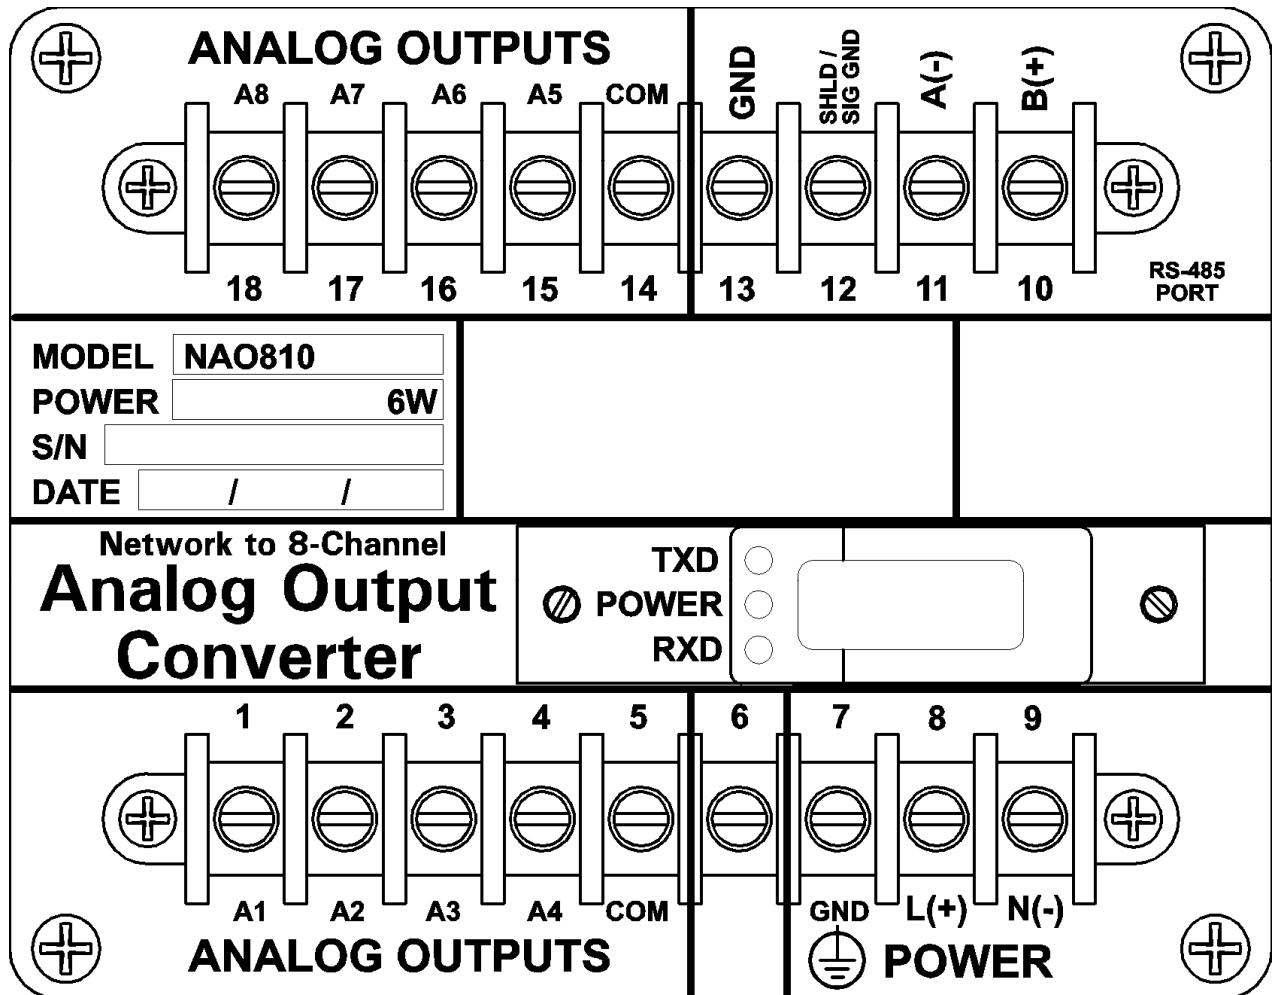 ANALOG OUTPUTS
A8 A7 A6 A5 COM GND SHLD / SIG GND A(-) B(+)
18 17 16 15 14 13 12 11 10
RS-485
PORT
MODEL NAO810
POWER 6W
S/N
DATE / /
Network to 8-Channel
Analog Output
Converter
TXD
POWER
RXD
1 2 3 4 5 6 7 8 9
A1 A2 A3 A4 COM GND L(+) N(-)
ANALOG OUTPUTS POWER